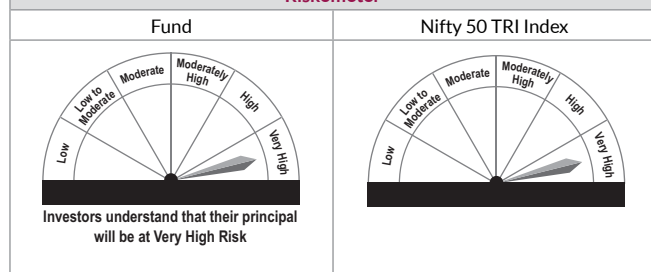 Riskometer
Fund
Nifty 50 TRI Index
Low
Low to
Moderate
Moderate
Moderately
High
High
Very High
Investors understand that their principal
will be at Very High Risk
Low
Low to
Moderate
Moderate
Moderately
High
High
Very High